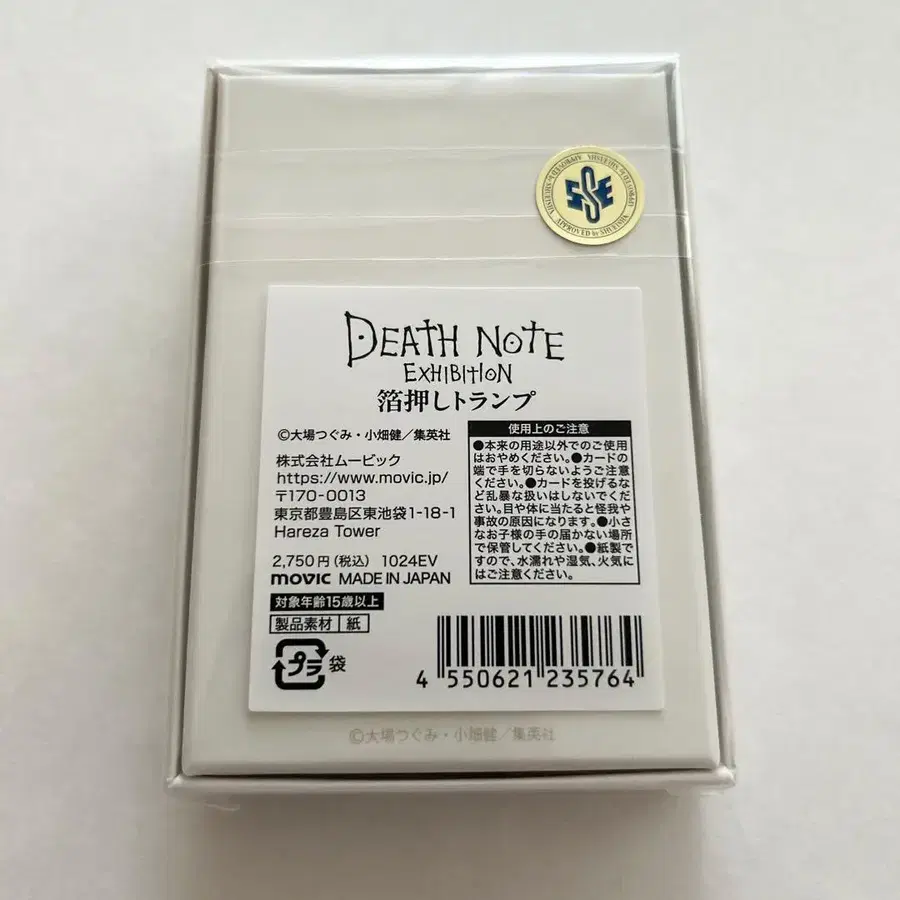 APPROVED by SHUEISHA
SSE
DEATH NOTE
EXHIBITION
箔押しトランプ
©大場つぐみ・小畑健／集英社
株式会社ムービック
https://www.movic.jp/
〒170-0013
東京都豊島区東池袋1-18-1
Hareza Tower
2,750円(税込) 1024EV
movic MADE IN JAPAN
対象年齢15歳以上
製品素材 紙
プラ 袋
使用上のご注意
●本来の用途以外でのご使用
はおやめください。●カードの
端で手を切らないようご注意
ください。●カードを投げるな
ど乱暴な扱いはしないでくだ
さい。目や体に当たると怪我や
事故の原因になります。●小さ
なお子様の手の届かない場所
で保管してください。●紙製で
すので、水濡れや湿気、火気に
はご注意ください。
4 550621 235764
©大場つぐみ・小畑健／集英社